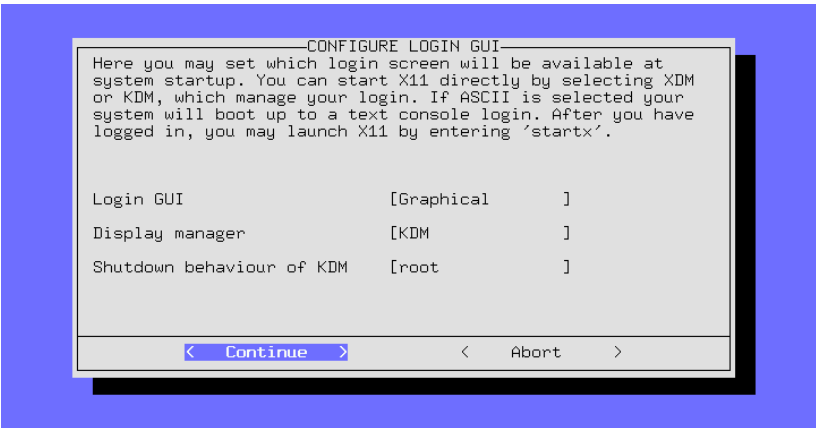 CONFIGURE LOGIN GUI
Here you may set which login screen will be available at
system startup. You can start X11 directly by selecting XDM
or KDM, which manage your login. If ASCII is selected your
system will boot up to a text console login. After you have
logged in, you may launch X11 by entering 'startx'.
Login GUI [Graphical ]
Display manager [KDM ]
Shutdown behaviour of KDM [root ]
< Continue > < Abort >